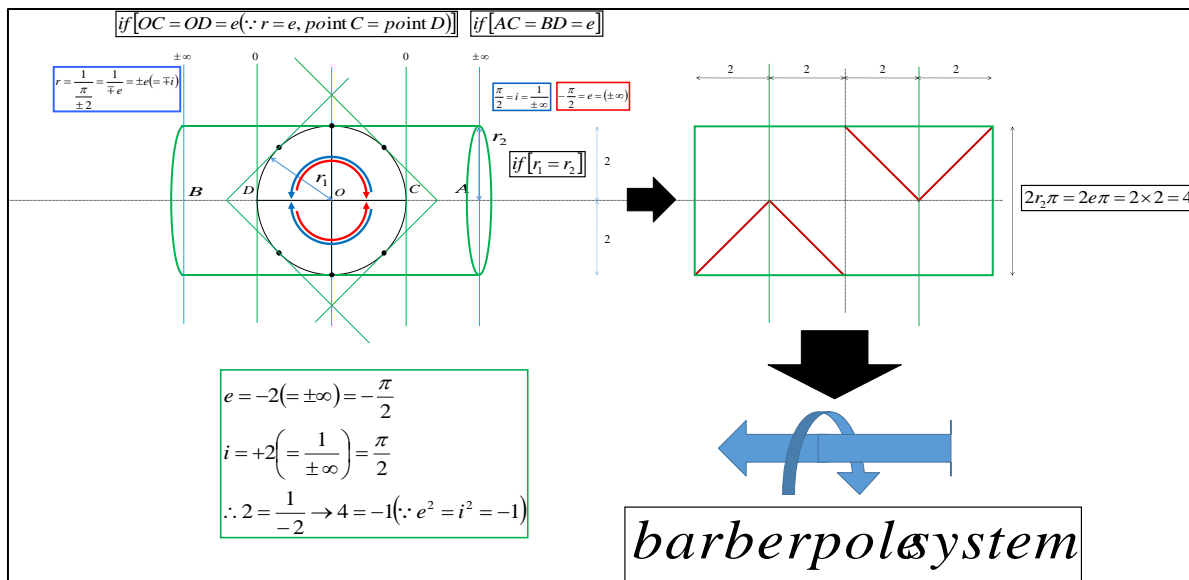 if[OC = OD = e(∵ r = e, point C = point D)]
if[AC = BD = e]
±∞ 0 0 ±∞
r = 1/(π/±2) = 1/∓e = ±e(= ∓i)
π/2 = i = 1/±∞
-π/2 = e = (±∞)
2 2 2 2
r₂
if[r₁ = r₂]
2
r₁
B D O C A
2
2r₂π = 2eπ = 2×2 = 4
e = -2(= ±∞) = -π/2
i = +2(= 1/±∞) = π/2
∴ 2 = 1/-2 → 4 = -1(∵ e² = i² = -1)
barberpolesystem